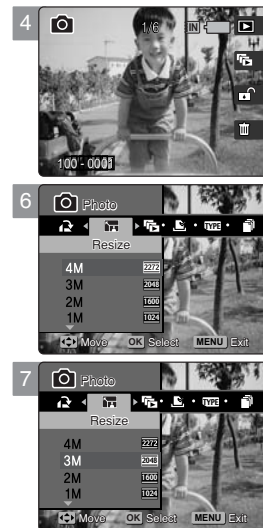 4
1/6 IN
100 - 0001
6
Photo
TYPE
Resize
4M 2272
3M 2048
2M 1600
1M 1024
Move OK Select MENU Exit
7
Photo
TYPE
Resize
4M 2272
3M 2048
2M 1600
1M 1024
Move OK Select MENU Exit